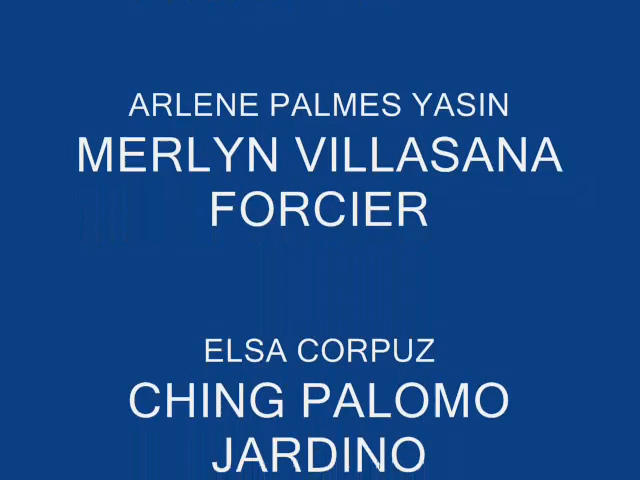 ARLENE PALMES YASIN
MERLYN VILLASANA
FORCIER
ELSA CORPUZ
CHING PALOMO
JARDINO